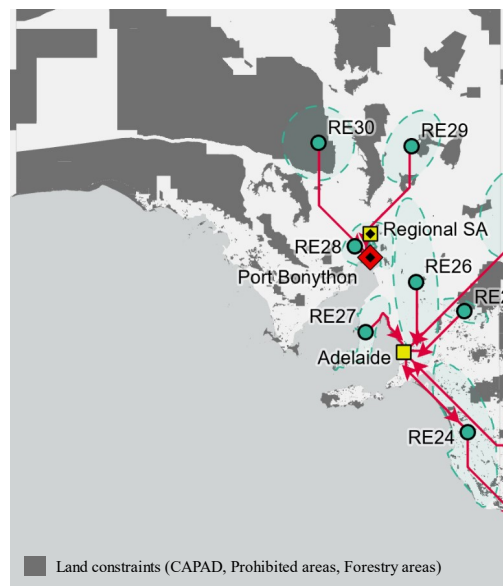 RE30
RE29
Regional SA
RE28
Port Bonython
RE26
RE27
Adelaide
RE24
Land constraints (CAPAD, Prohibited areas, Forestry areas)